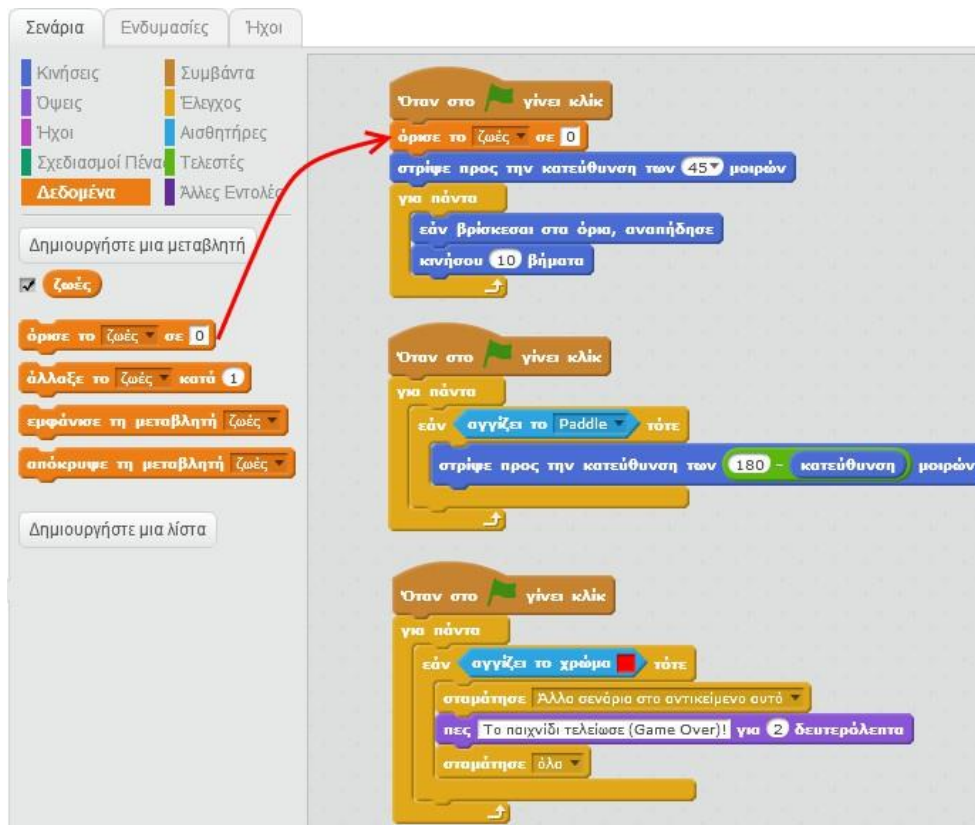 Σενάρια Ενδυμασίες Ήχοι
Κινήσεις Συμβάντα
Όψεις Έλεγχος
Ήχοι Αισθητήρες
Σχεδιασμοί Πένας Τελεστές
Δεδομένα Άλλες Εντολές
Δημιουργήστε μια μεταβλητή
ζωές
όρισε το ζωές σε 0
άλλαξε το ζωές κατά 1
εμφάνισε τη μεταβλητή ζωές
απόκρυψε τη μεταβλητή ζωές
Δημιουργήστε μια λίστα
Όταν στο γίνει κλίκ
όρισε το ζωές σε 0
στρίψε προς την κατεύθυνση των 45 μοιρών
για πάντα
εάν βρίσκεσαι στα όρια, αναπήδησε
κινήσου 10 βήματα
Όταν στο γίνει κλίκ
για πάντα
εάν αγγίζει το Paddle τότε
στρίψε προς την κατεύθυνση των 180 - κατεύθυνση μοιρών
Όταν στο γίνει κλίκ
για πάντα
εάν αγγίζει το χρώμα τότε
σταμάτησε Άλλα σενάρια στο αντικείμενο αυτό
πες Το παιχνίδι τελείωσε (Game Over)! για 2 δευτερόλεπτα
σταμάτησε όλα